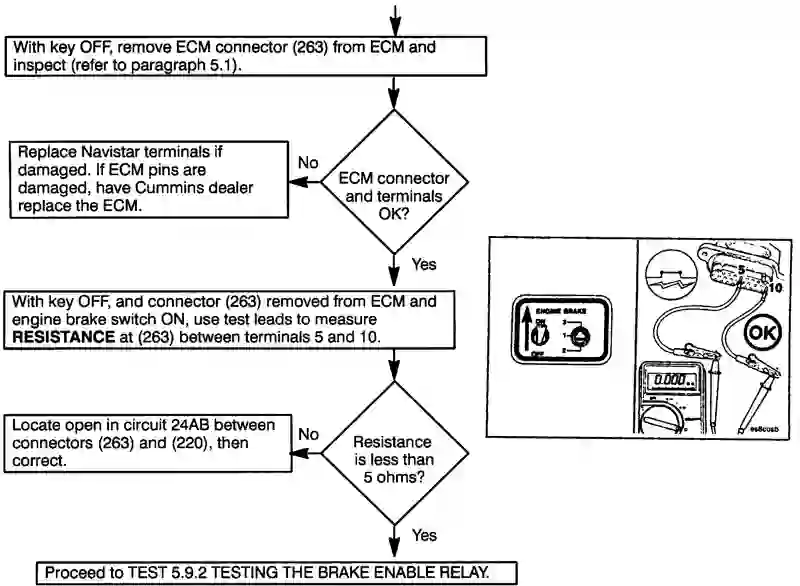 With key OFF, remove ECM connector (263) from ECM and
inspect (refer to paragraph 5.1).
Replace Navistar terminals if
damaged. If ECM pins are
damaged, have Cummins dealer
replace the ECM.
No
ECM connector
and terminals
OK?
Yes
With key OFF, and connector (263) removed from ECM and
engine brake switch ON, use test leads to measure
RESISTANCE at (263) between terminals 5 and 10.
ENGINE BRAKE
ON
OFF
3
1
2
5
10
OK
0.000
es8cosb
Locate open in circuit 24AB between
connectors (263) and (220), then
correct.
No
Resistance
is less than
5 ohms?
Yes
Proceed to TEST 5.9.2 TESTING THE BRAKE ENABLE RELAY.